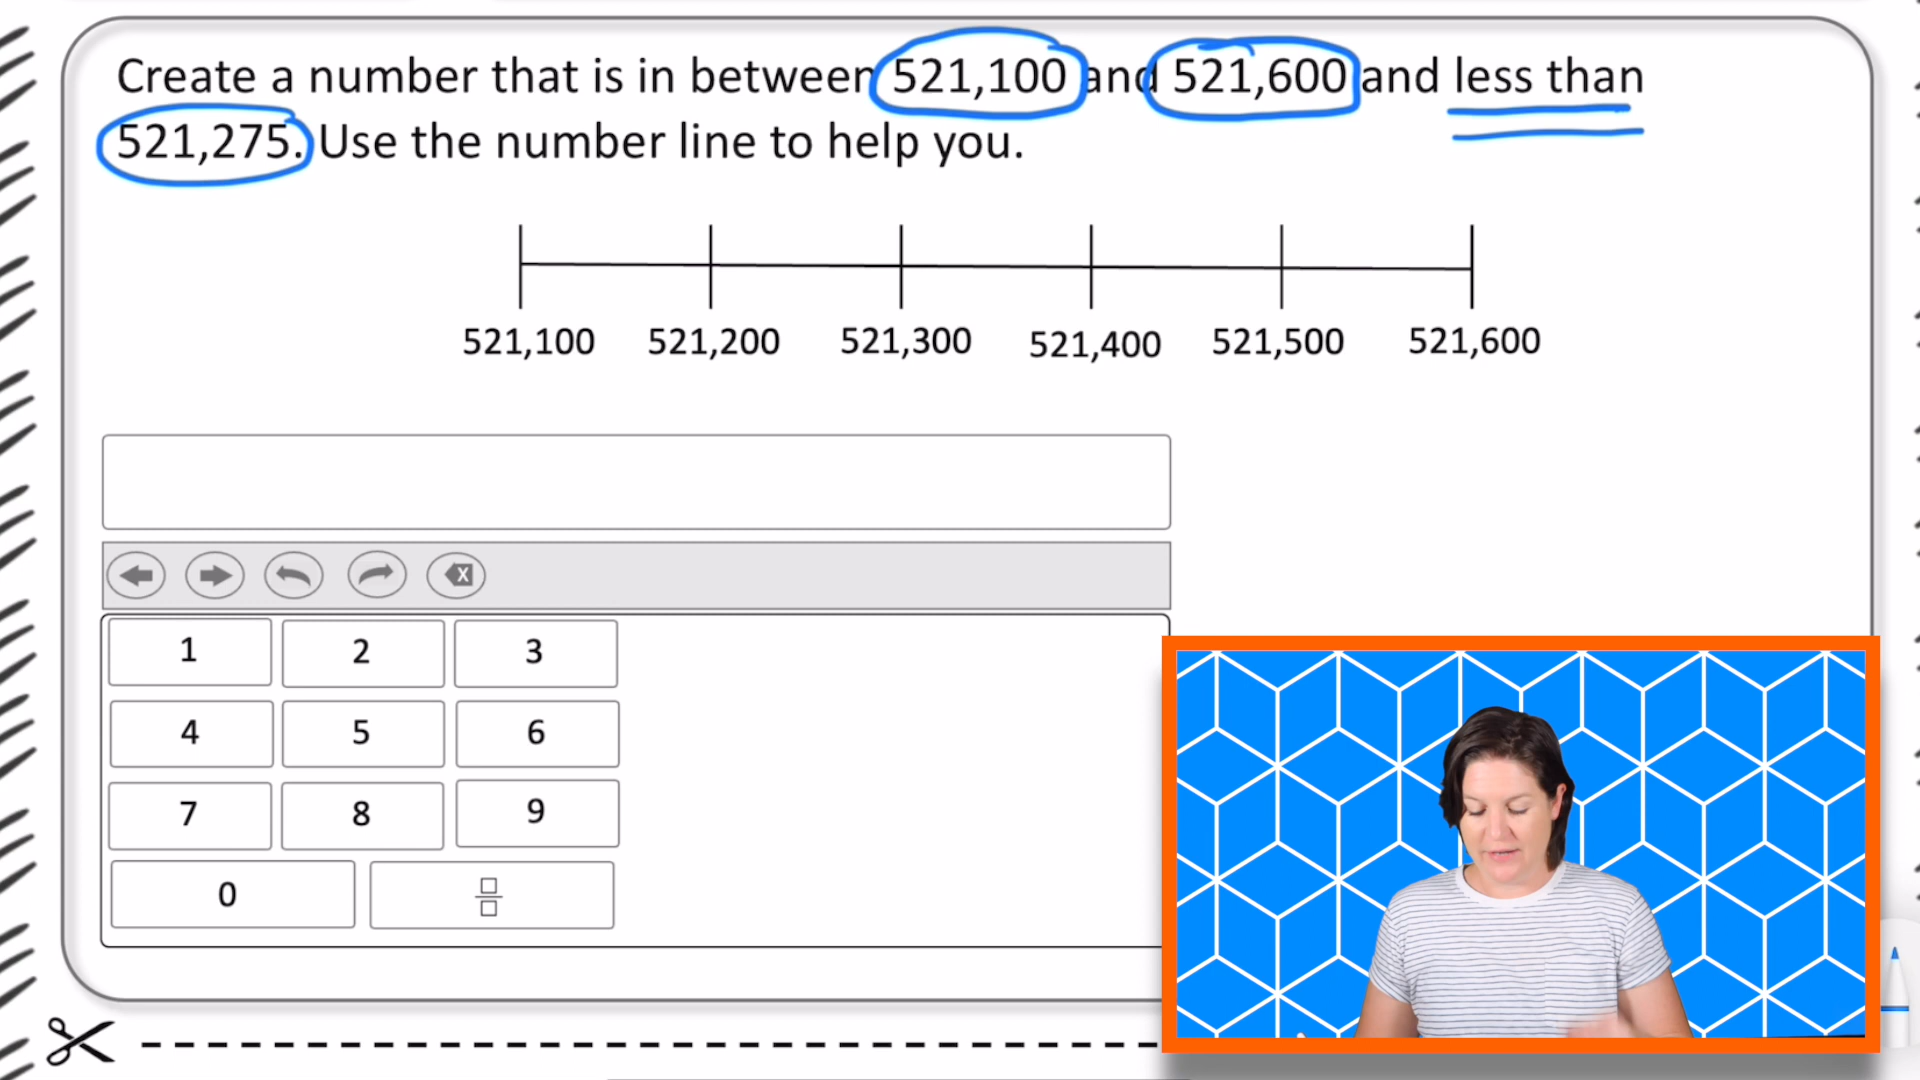 Create a number that is in between 521,100 and 521,600 and less than
521,275. Use the number line to help you.
521,100 521,200 521,300 521,400 521,500 521,600
1 2 3
4 5 6
7 8 9
0